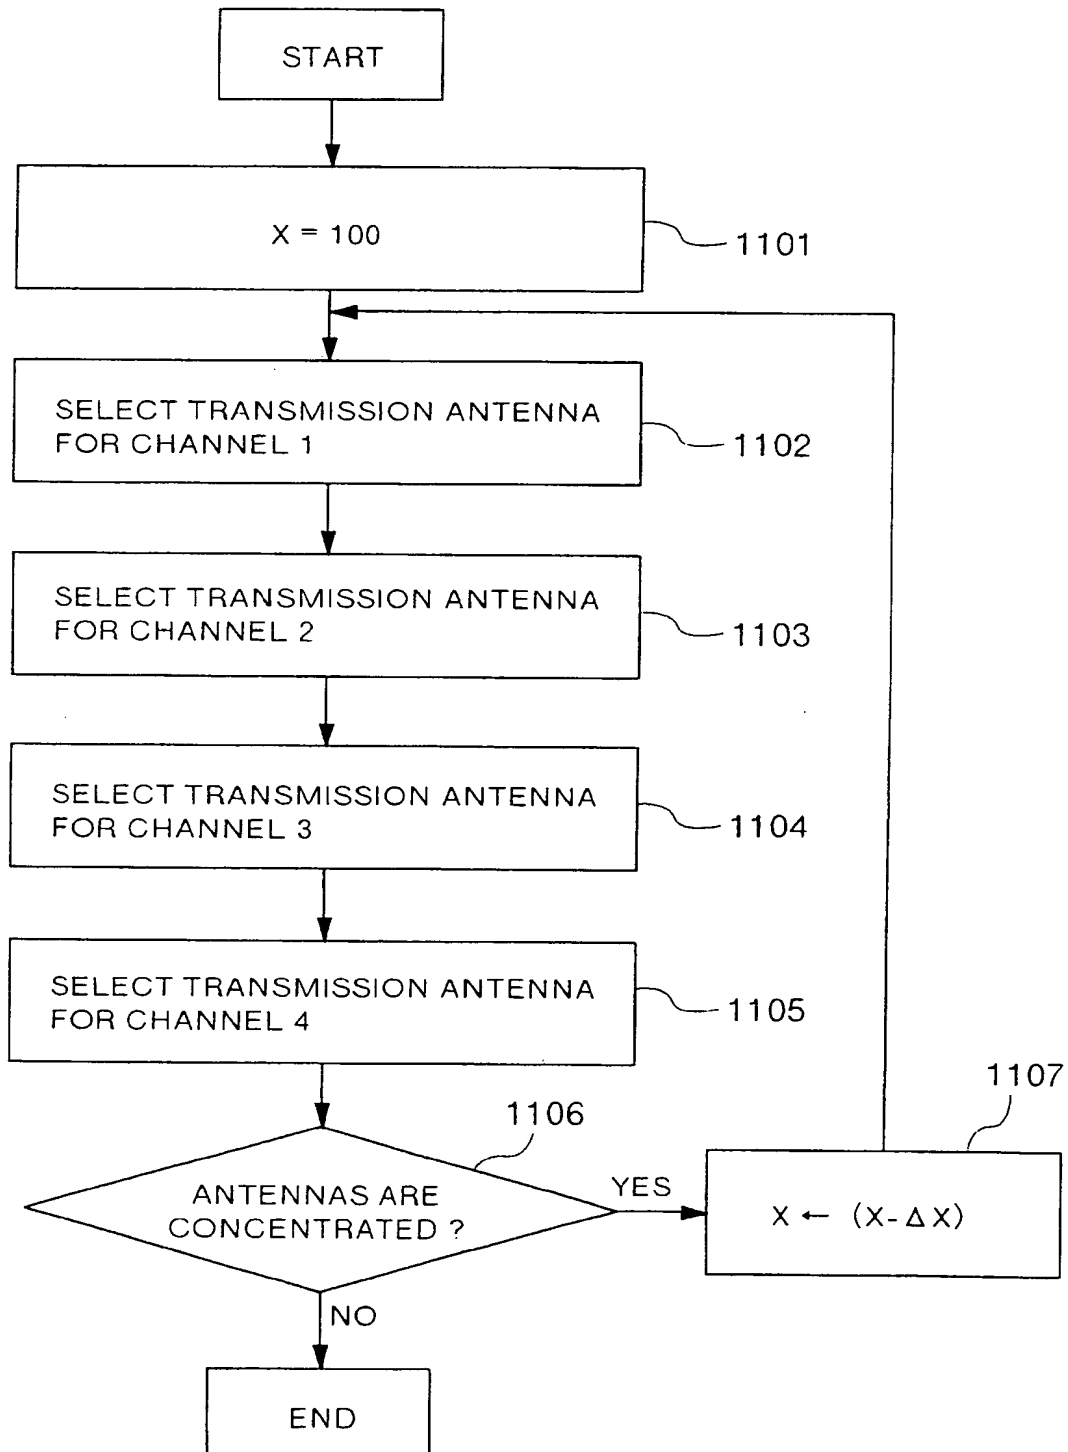 START
X = 100
1101
SELECT TRANSMISSION ANTENNA
FOR CHANNEL 1
1102
SELECT TRANSMISSION ANTENNA
FOR CHANNEL 2
1103
SELECT TRANSMISSION ANTENNA
FOR CHANNEL 3
1104
SELECT TRANSMISSION ANTENNA
FOR CHANNEL 4
1105
1106
ANTENNAS ARE
CONCENTRATED ?
YES
1107
X ← (X-ΔX)
NO
END